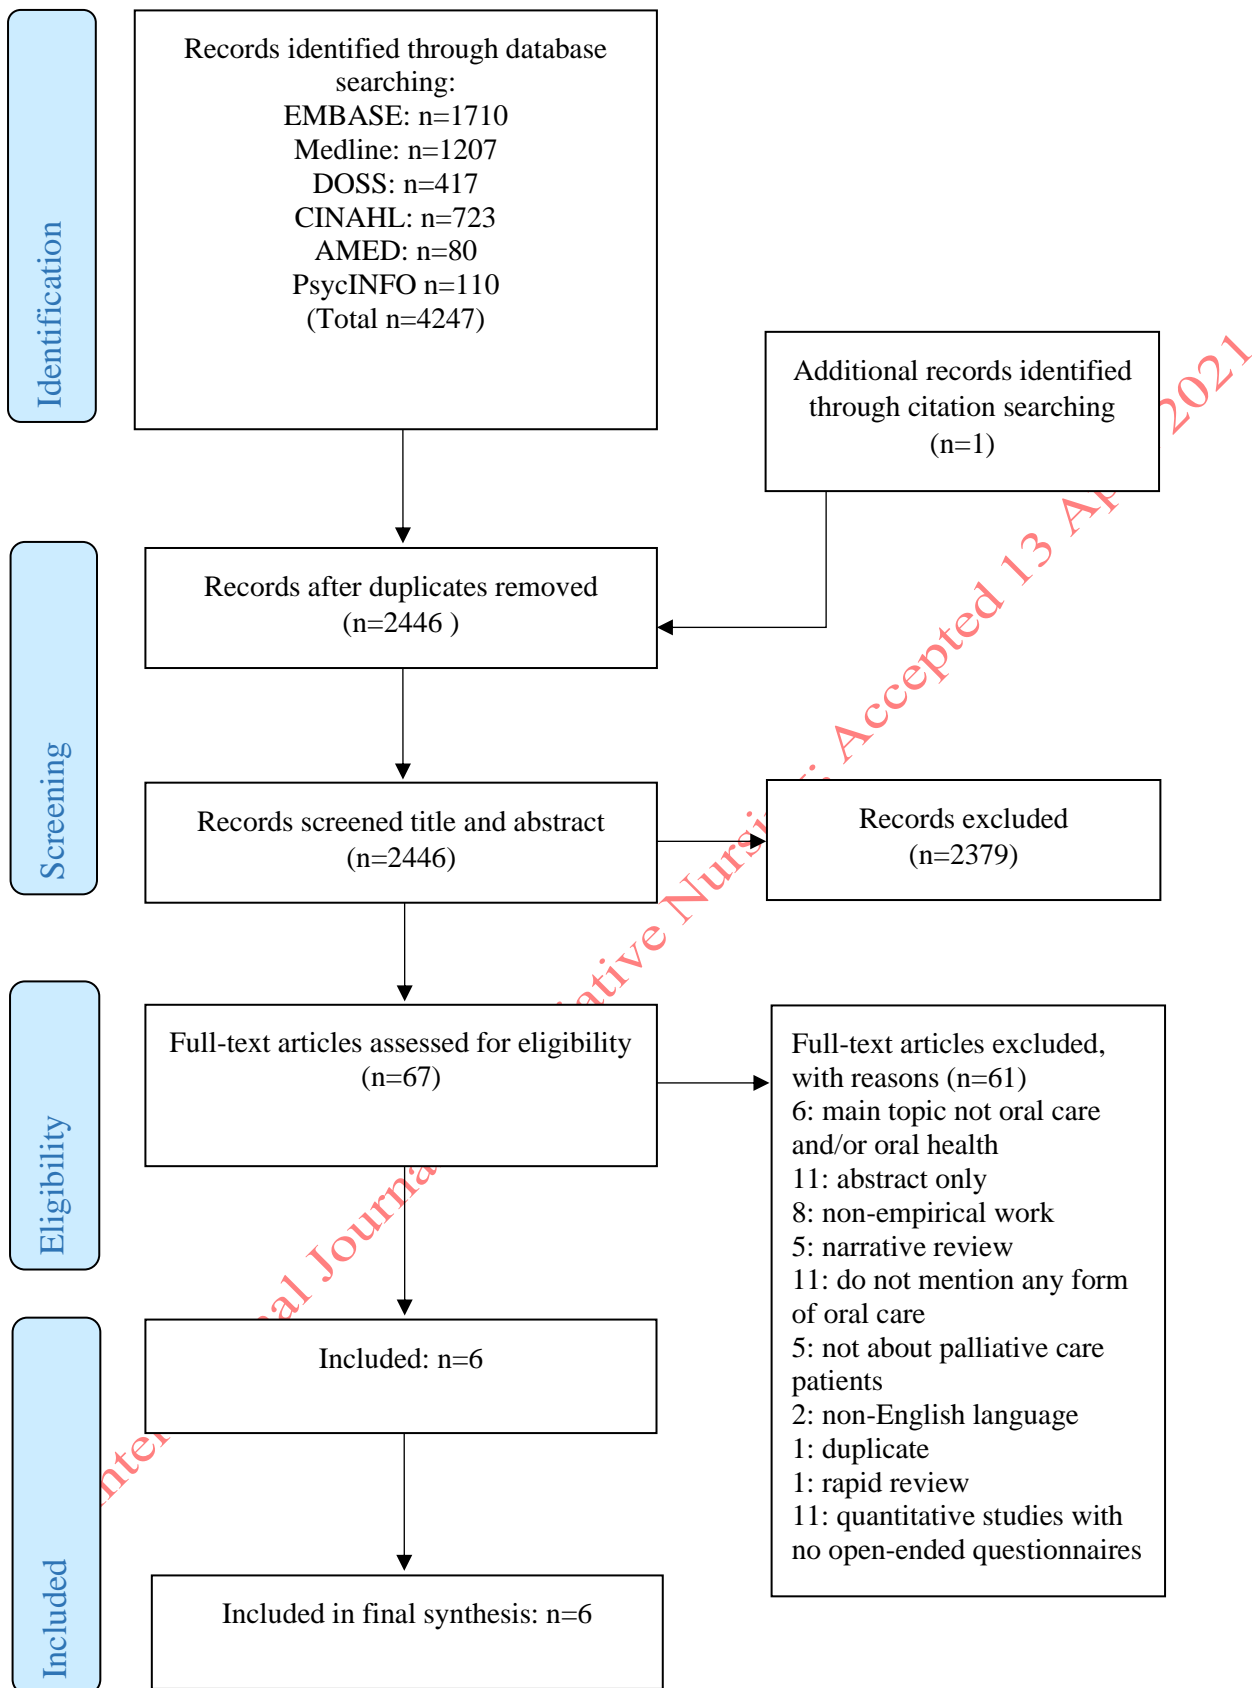 Identification
Records identified through database
searching:
EMBASE: n=1710
Medline: n=1207
DOSS: n=417
CINAHL: n=723
AMED: n=80
PsycINFO n=110
(Total n=4247)
Additional records identified
through citation searching
(n=1)
Screening
Records after duplicates removed
(n=2446 )
Records screened title and abstract
(n=2446)
Records excluded
(n=2379)
Eligibility
Full-text articles assessed for eligibility
(n=67)
Full-text articles excluded,
with reasons (n=61)
6: main topic not oral care
and/or oral health
11: abstract only
8: non-empirical work
5: narrative review
11: do not mention any form
of oral care
5: not about palliative care
patients
2: non-English language
1: duplicate
1: rapid review
11: quantitative studies with
no open-ended questionnaires
Included
Included: n=6
Included in final synthesis: n=6
Accepted 13 2021